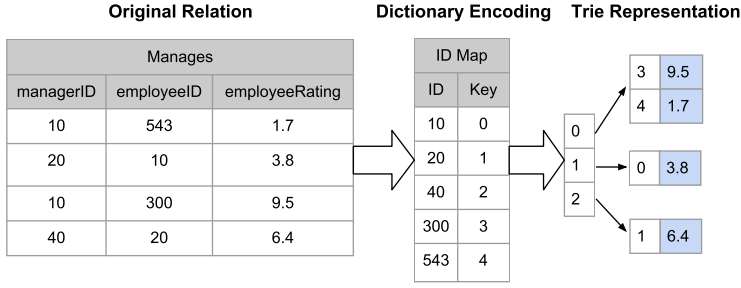 Original Relation
Manages
managerID employeeID employeeRating
10 543 1.7
20 10 3.8
10 300 9.5
40 20 6.4
Dictionary Encoding
ID Map
ID Key
10 0
20 1
40 2
300 3
543 4
Trie Representation
0
1
2
3 9.5
4 1.7
0 3.8
1 6.4